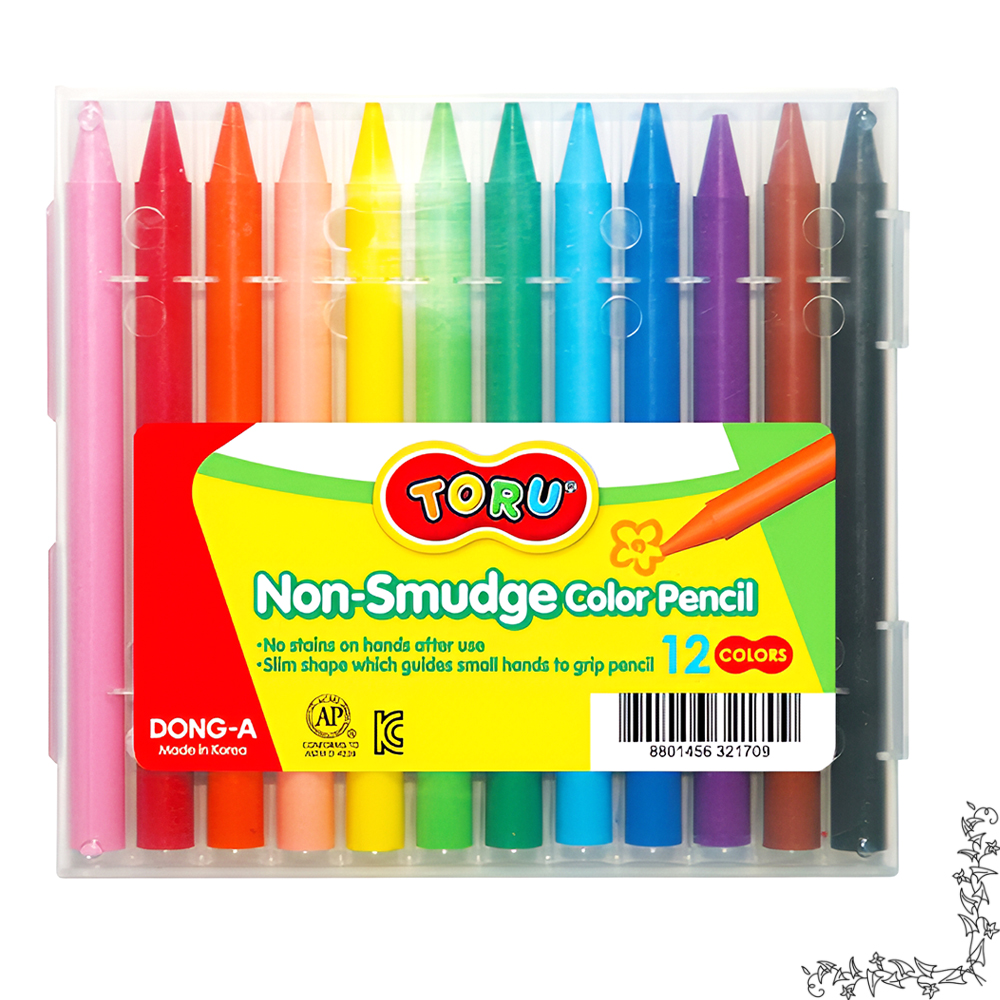 TORU
Non-Smudge Color Pencil
•No stains on hands after use
•Slim shape which guides small hands to grip pencil
12 COLORS
DONG-A
Made in Korea
AP
KC
8801456 321709